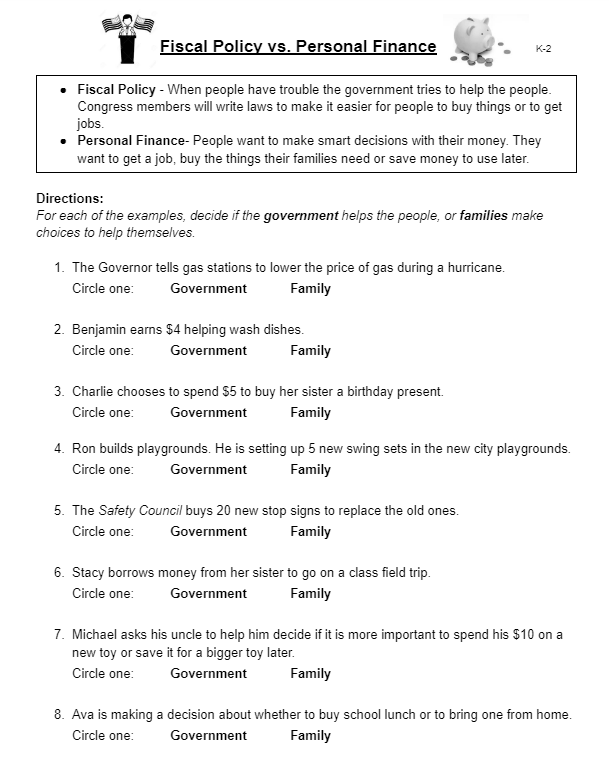 Fiscal Policy vs. Personal Finance
K-2
● Fiscal Policy - When people have trouble the government tries to help the people.
Congress members will write laws to make it easier for people to buy things or to get
jobs.
● Personal Finance- People want to make smart decisions with their money. They
want to get a job, buy the things their families need or save money to use later.
Directions:
For each of the examples, decide if the government helps the people, or families make
choices to help themselves.
1. The Governor tells gas stations to lower the price of gas during a hurricane.
Circle one: Government Family
2. Benjamin earns $4 helping wash dishes.
Circle one: Government Family
3. Charlie chooses to spend $5 to buy her sister a birthday present.
Circle one: Government Family
4. Ron builds playgrounds. He is setting up 5 new swing sets in the new city playgrounds.
Circle one: Government Family
5. The Safety Council buys 20 new stop signs to replace the old ones.
Circle one: Government Family
6. Stacy borrows money from her sister to go on a class field trip.
Circle one: Government Family
7. Michael asks his uncle to help him decide if it is more important to spend his $10 on a
new toy or save it for a bigger toy later.
Circle one: Government Family
8. Ava is making a decision about whether to buy school lunch or to bring one from home.
Circle one: Government Family